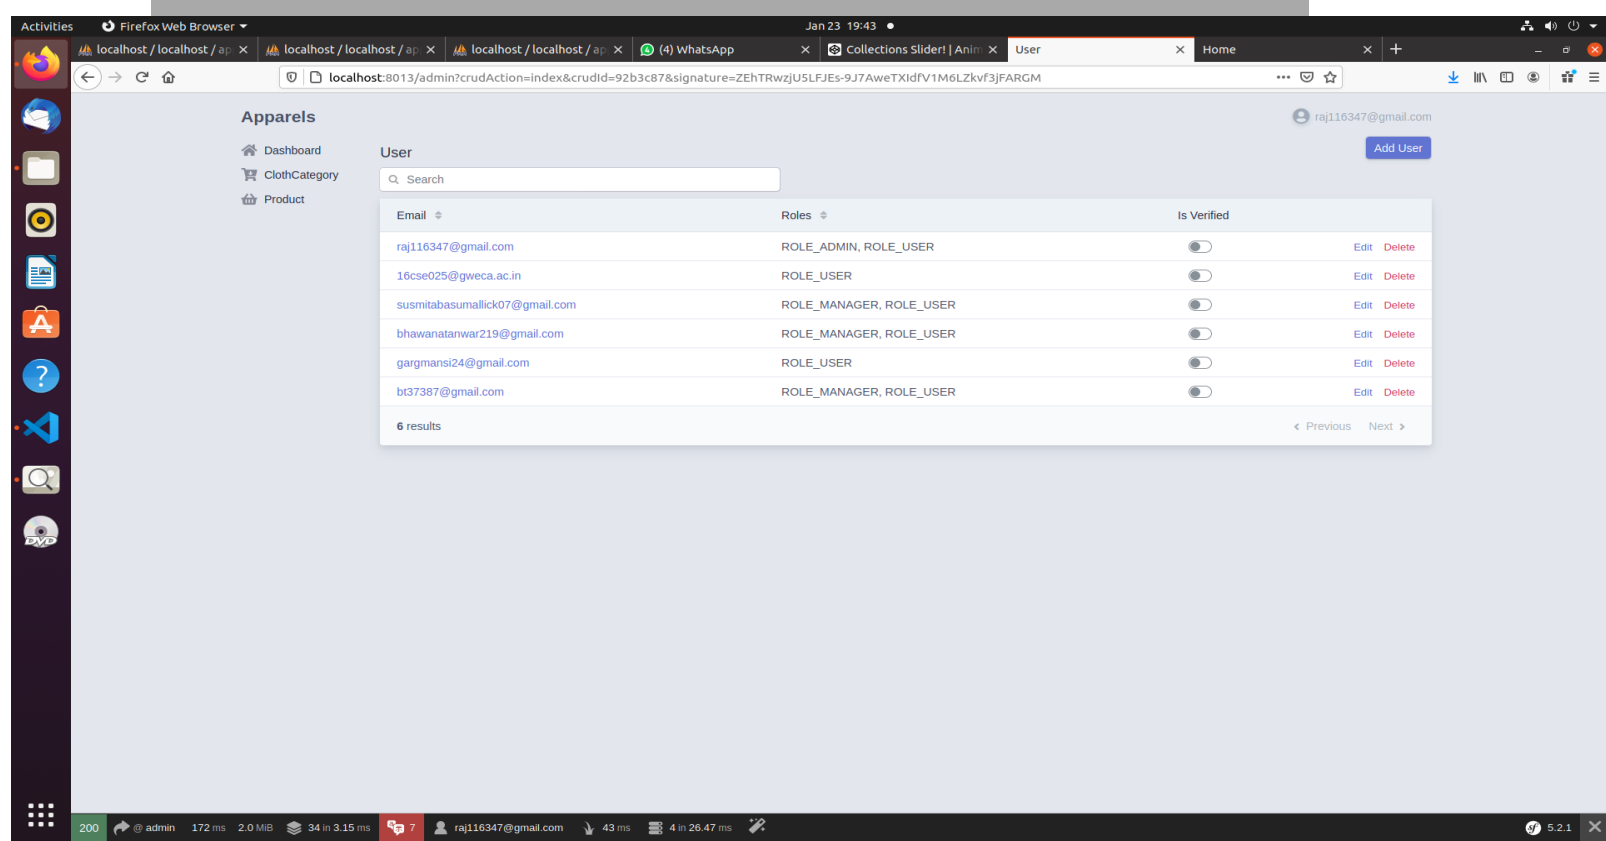 Activities Firefox Web Browser Jan 23 19:43
localhost / localhost / ap localhost / localhost / ap localhost / localhost / ap (4) WhatsApp Collections Slider! | Anim User Home
localhost:8013/admin?crudAction=index&crudId=92b3c87&signature=ZEhTRwzjU5LFJEs-9J7AweTXIdfV1M6LZkvf3jFARGM
Apparels raj116347@gmail.com
Dashboard User Add User
ClothCategory Search
Product
Email Roles Is Verified
raj116347@gmail.com ROLE_ADMIN, ROLE_USER Edit Delete
16cse025@gweca.ac.in ROLE_USER Edit Delete
susmitabasumallick07@gmail.com ROLE_MANAGER, ROLE_USER Edit Delete
bhawanatanwar219@gmail.com ROLE_MANAGER, ROLE_USER Edit Delete
gargmansi24@gmail.com ROLE_USER Edit Delete
bt37387@gmail.com ROLE_MANAGER, ROLE_USER Edit Delete
6 results Previous Next
200 @ admin 172 ms 2.0 MiB 34 in 3.15 ms 7 raj116347@gmail.com 43 ms 4 in 26.47 ms 5.2.1